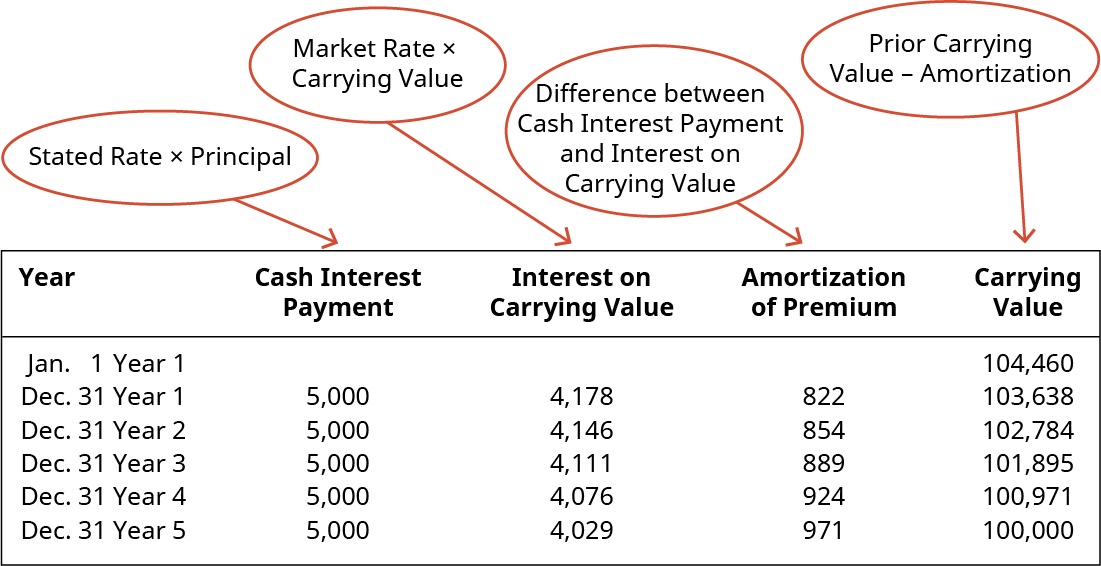 Market Rate ×
Carrying Value
Prior Carrying
Value – Amortization
Difference between
Cash Interest Payment
and Interest on
Carrying Value
Stated Rate × Principal
Year Cash Interest Payment Interest on Carrying Value Amortization of Premium Carrying Value
Jan. 1 Year 1 104,460
Dec. 31 Year 1 5,000 4,178 822 103,638
Dec. 31 Year 2 5,000 4,146 854 102,784
Dec. 31 Year 3 5,000 4,111 889 101,895
Dec. 31 Year 4 5,000 4,076 924 100,971
Dec. 31 Year 5 5,000 4,029 971 100,000